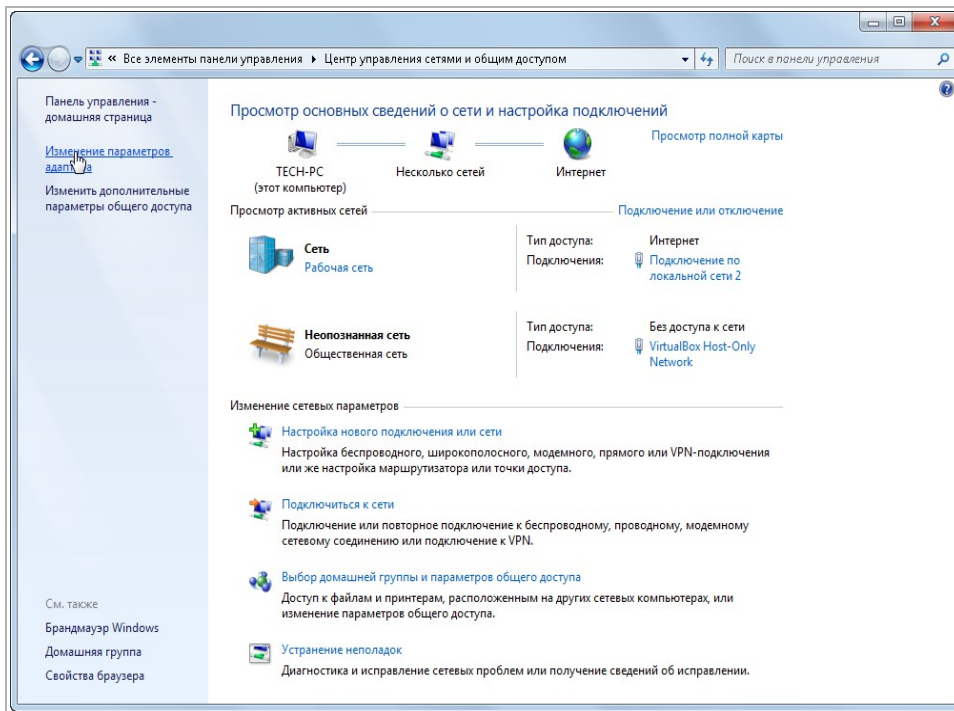 « Все элементы панели управления ▸ Центр управления сетями и общим доступом
Поиск в панели управления
Панель управления -
домашняя страница
Изменение параметров
Изменить дополнительные
параметры общего доступа
См. также
Брандмауэр Windows
Домашняя группа
Свойства браузера
Просмотр основных сведений о сети и настройка подключений
Просмотр полной карты
TECH-PC
(этот компьютер)
Несколько сетей
Интернет
Просмотр активных сетей
Подключение или отключение
Сеть
Рабочая сеть
Тип доступа: Интернет
Подключения: Подключение по
локальной сети 2
Неопознанная сеть
Общественная сеть
Тип доступа: Без доступа к сети
Подключения: VirtualBox Host-Only
Network
Изменение сетевых параметров
Настройка нового подключения или сети
Настройка беспроводного, широкополосного, модемного, прямого или VPN-подключения
или же настройка маршрутизатора или точки доступа.
Подключиться к сети
Подключение или повторное подключение к беспроводному, проводному, модемному
сетевому соединению или подключение к VPN.
Выбор домашней группы и параметров общего доступа
Доступ к файлам и принтерам, расположенным на других сетевых компьютерах, или
изменение параметров общего доступа.
Устранение неполадок
Диагностика и исправление сетевых проблем или получение сведений об исправлении.